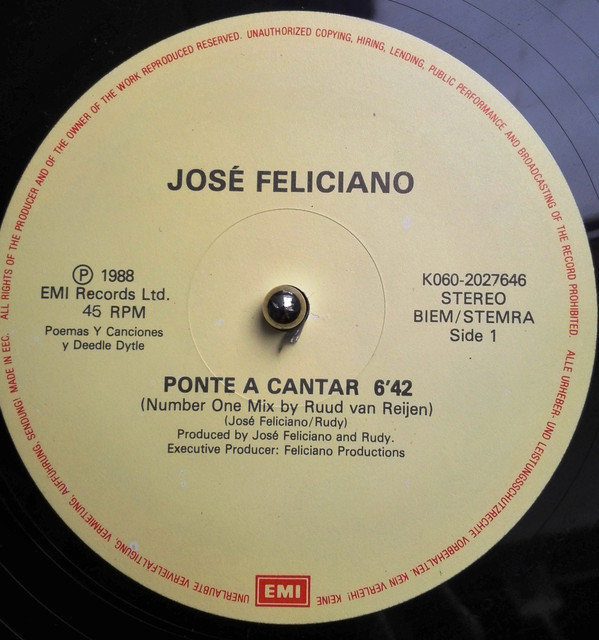 ALL RIGHTS OF THE PRODUCER AND OF THE OWNER OF THE WORK REPRODUCED RESERVED. UNAUTHORIZED COPYING, HIRING, LENDING, PUBLIC PERFORMANCE AND BROADCASTING OF THE RECORD PROHIBITED.
ALLE URHEBER- UND LEISTUNGSSCHUTZRECHTE VORBEHALTEN. KEIN VERLEIH! KEINE UNERLAUBTE VERVIELFÄLTIGUNG, VERMIETUNG, AUFFÜHRUNG, SENDUNG! MADE IN EEC.
JOSÉ FELICIANO
Ⓟ 1988
EMI Records Ltd.
45 RPM
Poemas Y Canciones
y Deedle Dytle
K060-2027646
STEREO
BIEM/STEMRA
Side 1
PONTE A CANTAR 6'42
(Number One Mix by Ruud van Reijen)
(José Feliciano/Rudy)
Produced by José Feliciano and Rudy.
Executive Producer: Feliciano Productions
EMI